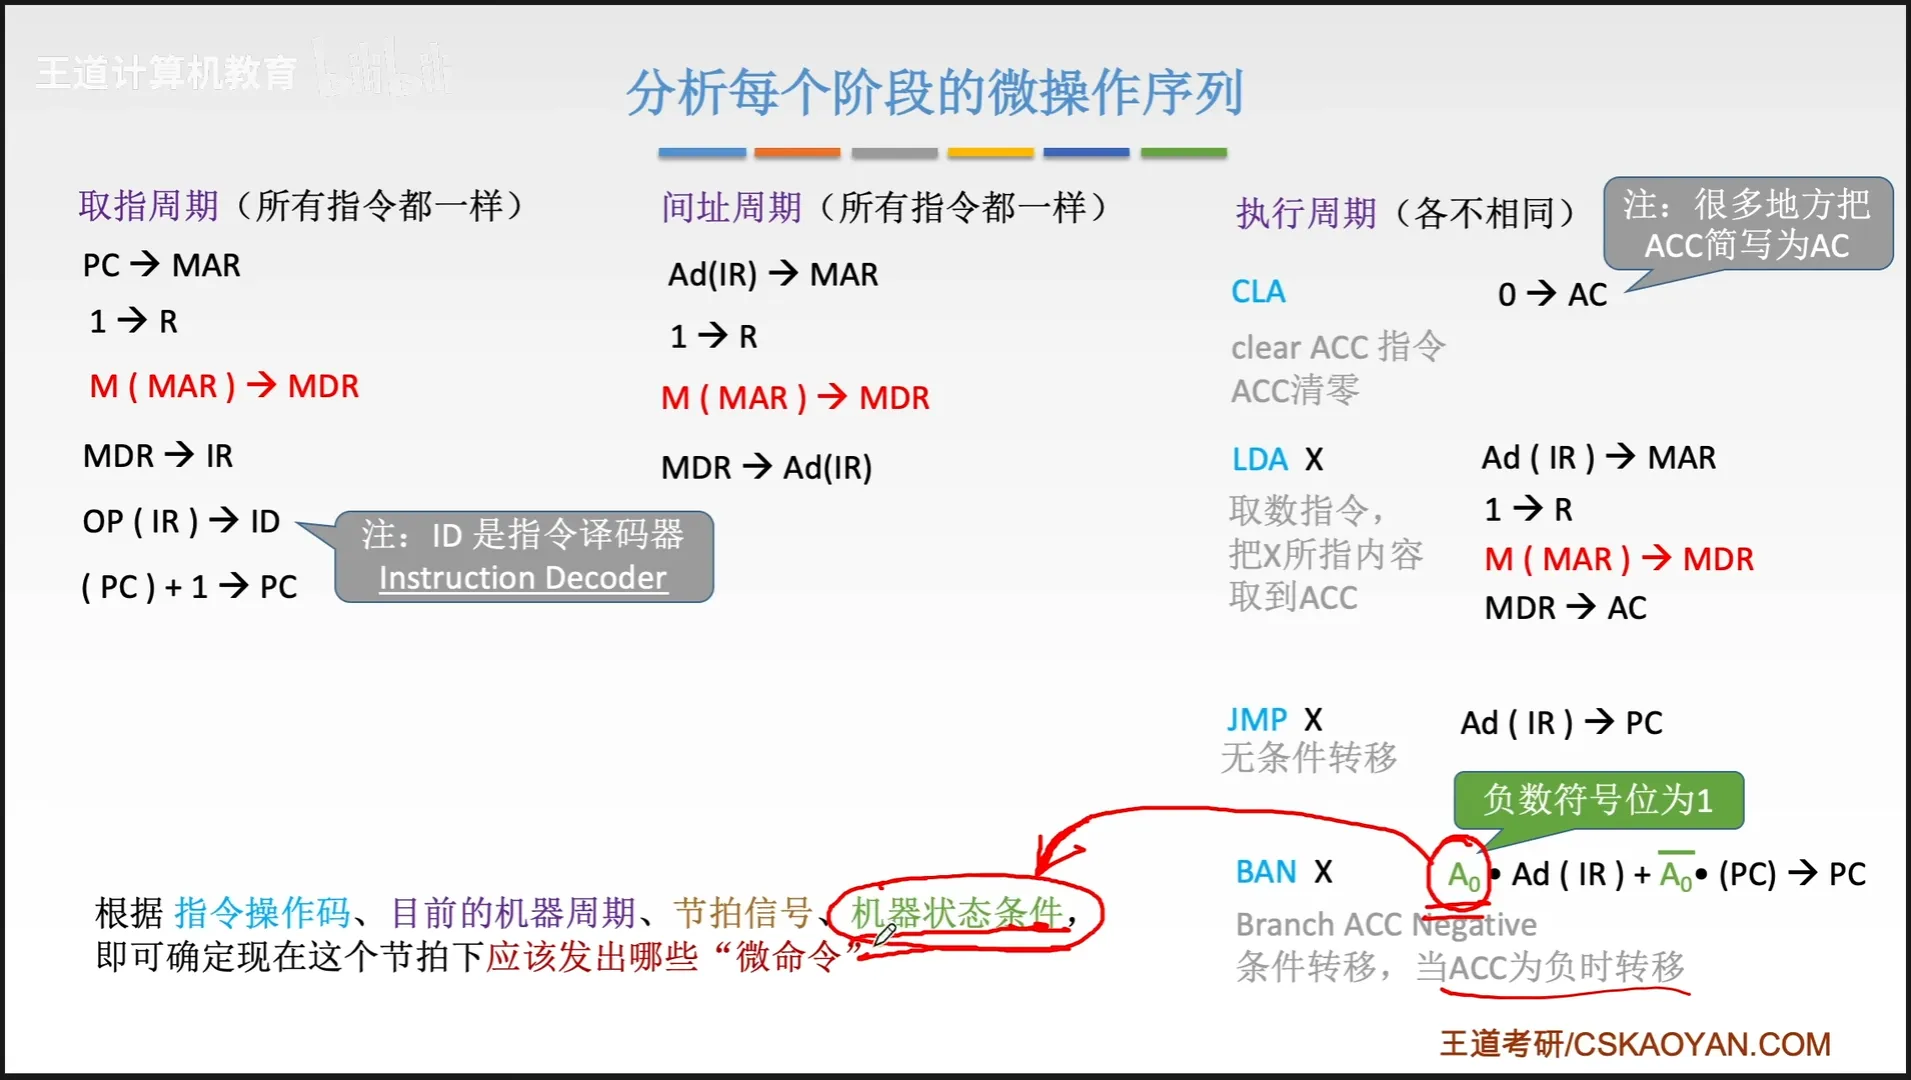 王道计算机教育 bilibili
分析每个阶段的微操作序列
取指周期（所有指令都一样）
PC → MAR
1 → R
M ( MAR ) → MDR
MDR → IR
OP ( IR ) → ID
( PC ) + 1 → PC
注：ID 是指令译码器
Instruction Decoder
间址周期（所有指令都一样）
Ad(IR) → MAR
1 → R
M ( MAR ) → MDR
MDR → Ad(IR)
执行周期（各不相同）
注：很多地方把
ACC简写为AC
CLA 0 → AC
clear ACC 指令
ACC清零
LDA X
取数指令，
把X所指内容
取到ACC
Ad ( IR ) → MAR
1 → R
M ( MAR ) → MDR
MDR → AC
JMP X Ad ( IR ) → PC
无条件转移
负数符号位为1
BAN X A₀• Ad ( IR ) + A̅₀• (PC) → PC
Branch ACC Negative
条件转移，当ACC为负时转移
根据 指令操作码、目前的机器周期、节拍信号、机器状态条件，
即可确定现在这个节拍下应该发出哪些“微命令”
王道考研/CSKAOYAN.COM